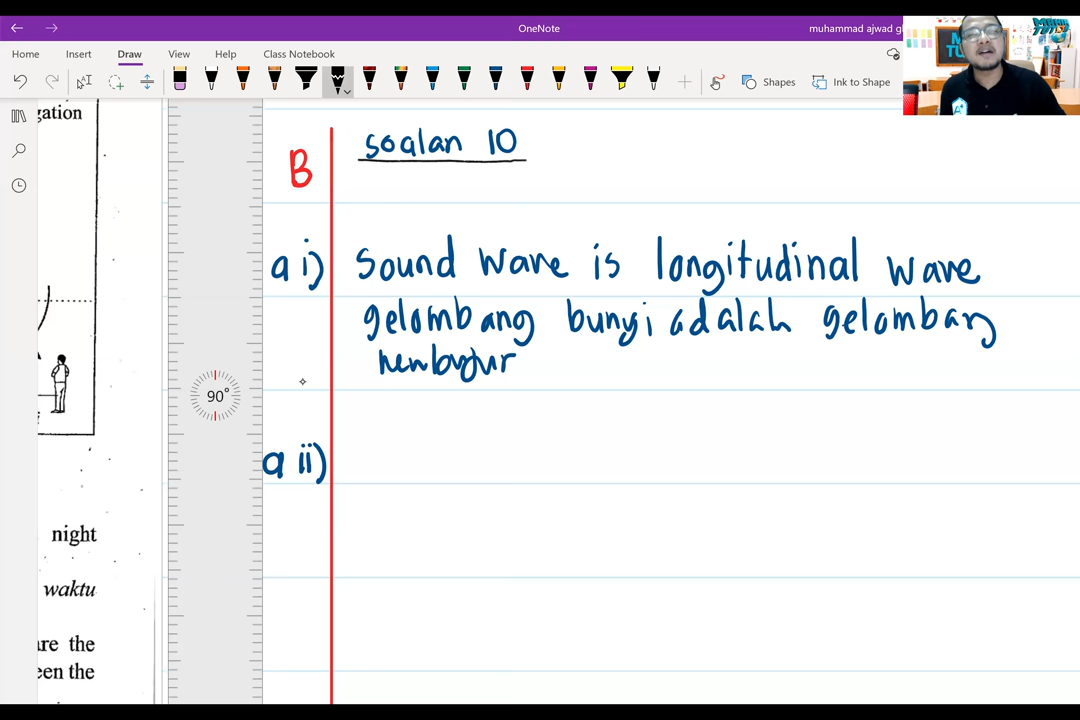 OneNote
muhammad ajwad
Home Insert Draw View Help Class Notebook
Shapes Ink to Shape
gation
soalan 10
B
a i) Sound wave is longitudinal wave
gelombang bunyi adalah gelombang
membujur
90°
a ii)
night
waktu
are the
een the